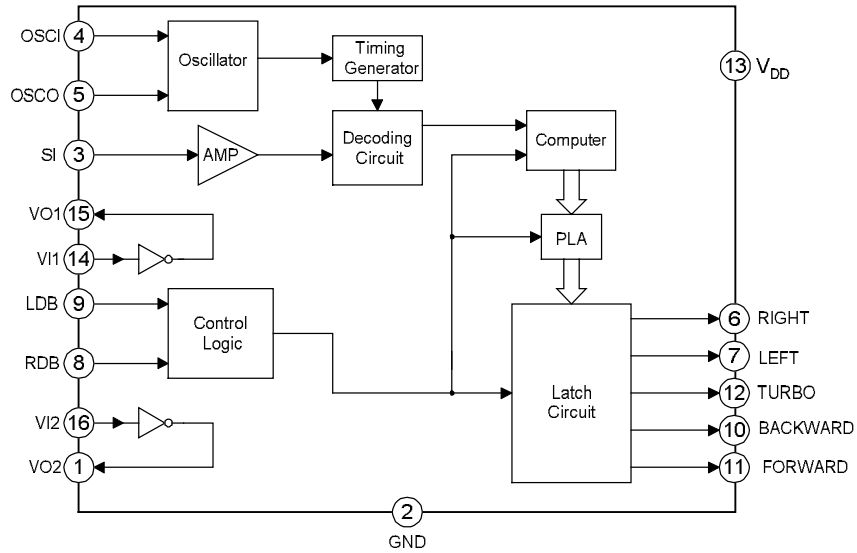 OSCI 4
OSCO 5
SI 3
VO1 15
VI1 14
LDB 9
RDB 8
VI2 16
VO2 1
Oscillator
Timing
Generator
AMP
Decoding
Circuit
Computer
PLA
Control
Logic
Latch
Circuit
13 VDD
6 RIGHT
7 LEFT
12 TURBO
10 BACKWARD
11 FORWARD
2
GND